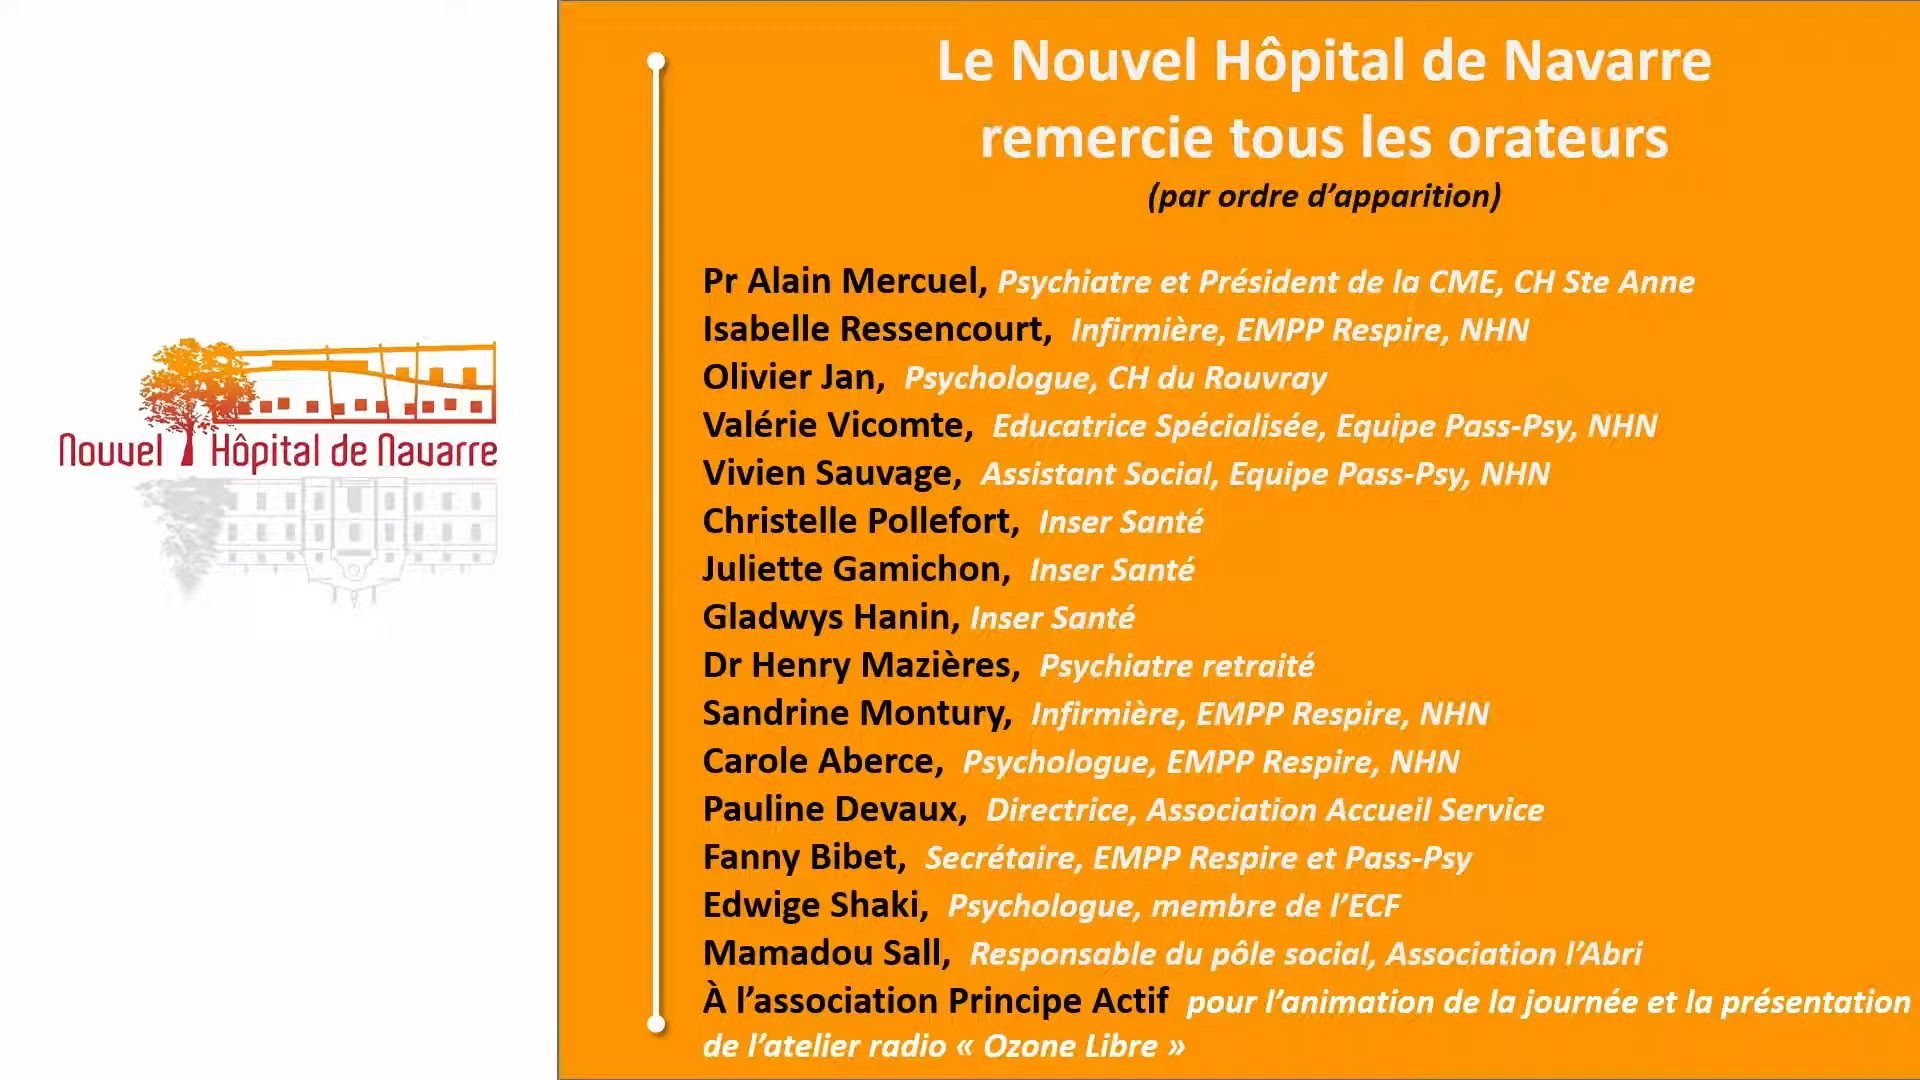 Nouvel Hôpital de Navarre
Le Nouvel Hôpital de Navarre
remercie tous les orateurs
(par ordre d’apparition)
Pr Alain Mercuel, Psychiatre et Président de la CME, CH Ste Anne
Isabelle Ressencourt, Infirmière, EMPP Respire, NHN
Olivier Jan, Psychologue, CH du Rouvray
Valérie Vicomte, Educatrice Spécialisée, Equipe Pass-Psy, NHN
Vivien Sauvage, Assistant Social, Equipe Pass-Psy, NHN
Christelle Pollefort, Inser Santé
Juliette Gamichon, Inser Santé
Gladwys Hanin, Inser Santé
Dr Henry Mazières, Psychiatre retraité
Sandrine Montury, Infirmière, EMPP Respire, NHN
Carole Aberce, Psychologue, EMPP Respire, NHN
Pauline Devaux, Directrice, Association Accueil Service
Fanny Bibet, Secrétaire, EMPP Respire et Pass-Psy
Edwige Shaki, Psychologue, membre de l’ECF
Mamadou Sall, Responsable du pôle social, Association l’Abri
À l’association Principe Actif pour l’animation de la journée et la présentation
de l’atelier radio « Ozone Libre »